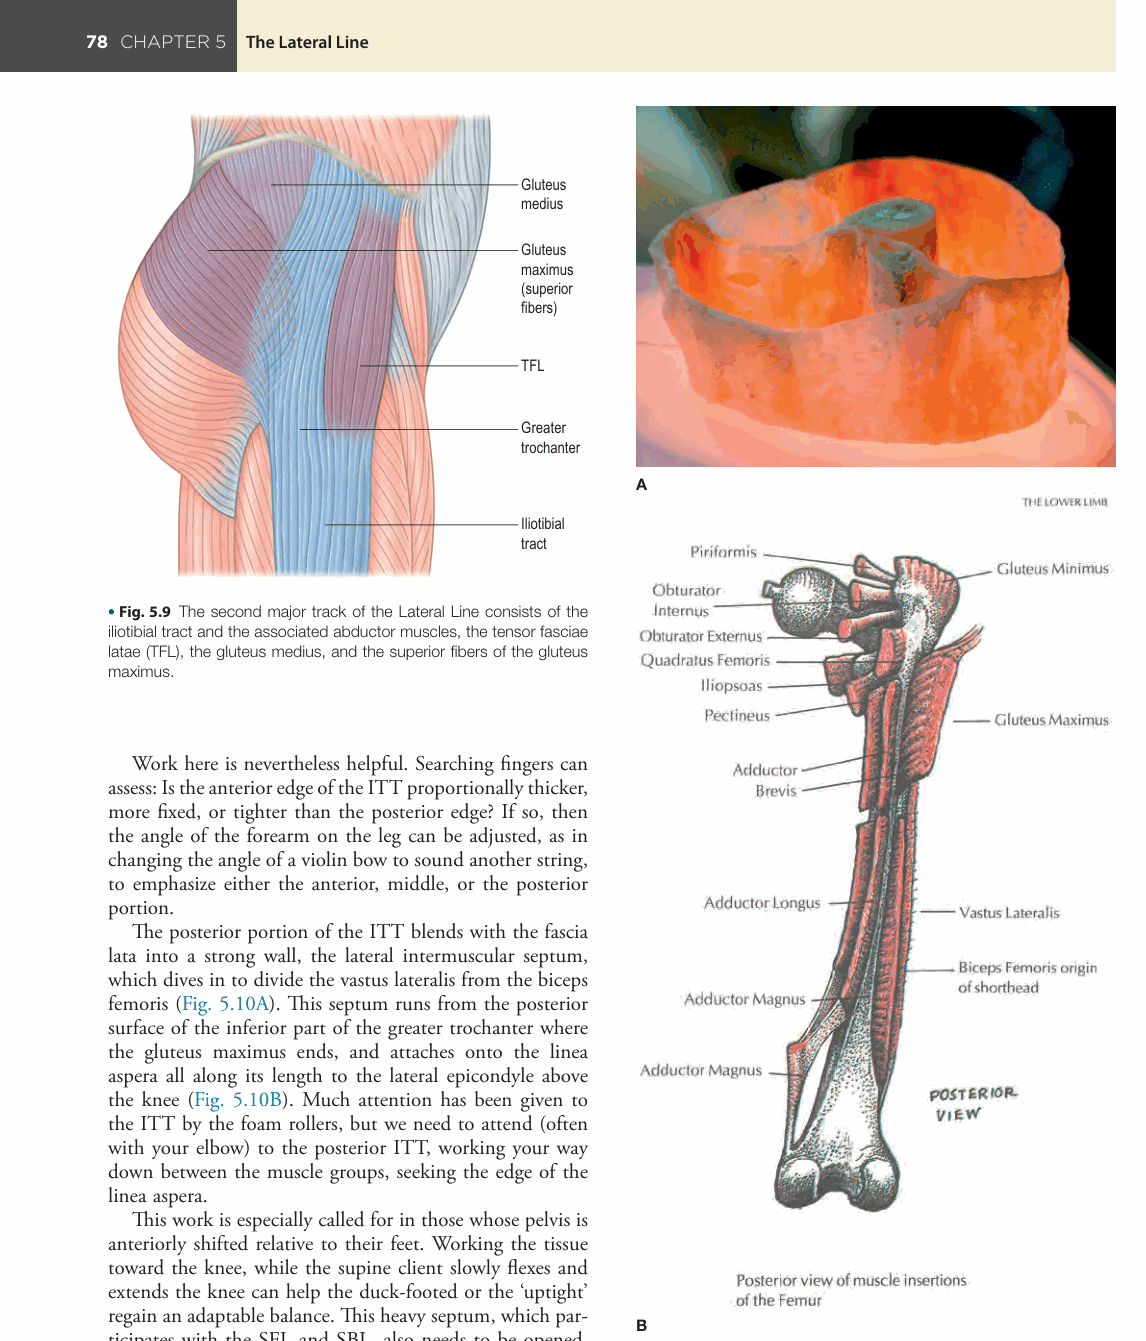 78 CHAPTER 5 The Lateral Line
Gluteus
medius
Gluteus
maximus
(superior
fibers)
TFL
Greater
trochanter
Iliotibial
tract
• Fig. 5.9 The second major track of the Lateral Line consists of the
iliotibial tract and the associated abductor muscles, the tensor fasciae
latae (TFL), the gluteus medius, and the superior fibers of the gluteus
maximus.
Work here is nevertheless helpful. Searching fingers can
assess: Is the anterior edge of the ITT proportionally thicker,
more fixed, or tighter than the posterior edge? If so, then
the angle of the forearm on the leg can be adjusted, as in
changing the angle of a violin bow to sound another string,
to emphasize either the anterior, middle, or the posterior
portion.
The posterior portion of the ITT blends with the fascia
lata into a strong wall, the lateral intermuscular septum,
which dives in to divide the vastus lateralis from the biceps
femoris (Fig. 5.10A). This septum runs from the posterior
surface of the inferior part of the greater trochanter where
the gluteus maximus ends, and attaches onto the linea
aspera all along its length to the lateral epicondyle above
the knee (Fig. 5.10B). Much attention has been given to
the ITT by the foam rollers, but we need to attend (often
with your elbow) to the posterior ITT, working your way
down between the muscle groups, seeking the edge of the
linea aspera.
This work is especially called for in those whose pelvis is
anteriorly shifted relative to their feet. Working the tissue
toward the knee, while the supine client slowly flexes and
extends the knee can help the duck-footed or the ‘uptight’
regain an adaptable balance. This heavy septum, which par-
ticipates with the SFL and SBL, also needs to be opened
A
THE LOWER LIMB
Piriformis
Gluteus Minimus
Obturator
Internus
Obturator Externus
Quadratus Femoris
Iliopsoas
Pectineus
Gluteus Maximus
Adductor
Brevis
Adductor Longus
Vastus Lateralis
Biceps Femoris origin
of shorthead
Adductor Magnus
Adductor Magnus
POSTERIOR
VIEW
Posterior view of muscle insertions
of the Femur
B